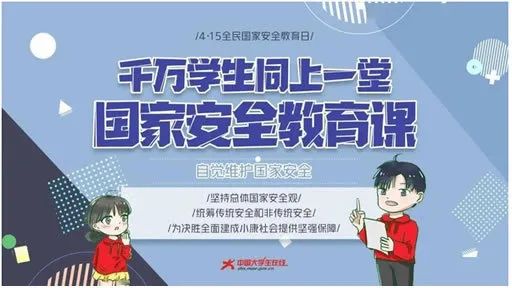 /4·15全民国家安全教育日/
千万学生同上一堂
国家安全教育课
自觉维护国家安全
/坚持总体国家安全观/
/统筹传统安全和非传统安全/
/为决胜全面建成小康社会提供坚强保障/
中国大学生在线